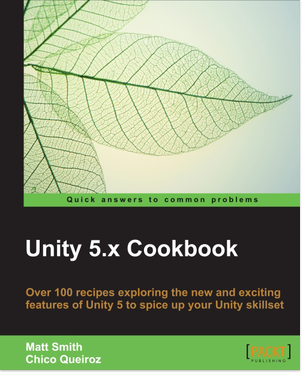 Quick answers to common problems
Unity 5.x Cookbook
Over 100 recipes exploring the new and exciting
features of Unity 5 to spice up your Unity skillset
Matt Smith
Chico Queiroz
[PACKT]
PUBLISHING